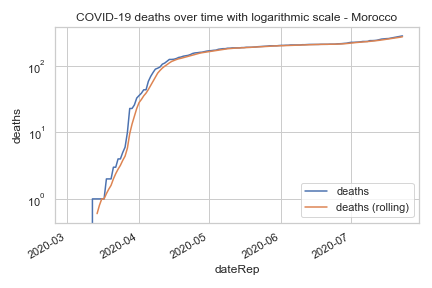 COVID-19 deaths over time with logarithmic scale - Morocco
deaths
10²
10¹
10⁰
deaths
deaths (rolling)
2020-03
2020-04
2020-05
2020-06
2020-07
dateRep